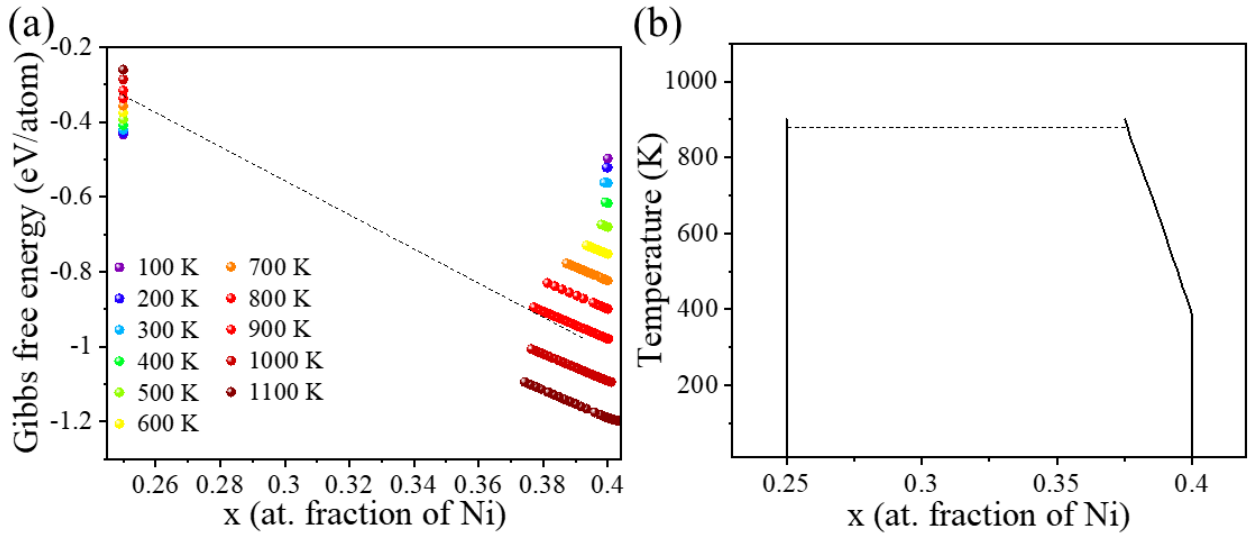 (a)
Gibbs free energy (eV/atom)
-0.2
-0.4
-0.6
-0.8
-1
-1.2
100 K
200 K
300 K
400 K
500 K
600 K
700 K
800 K
900 K
1000 K
1100 K
0.26 0.28 0.3 0.32 0.34 0.36 0.38 0.4
x (at. fraction of Ni)
(b)
Temperature (K)
1000
800
600
400
200
0.25 0.3 0.35 0.4
x (at. fraction of Ni)